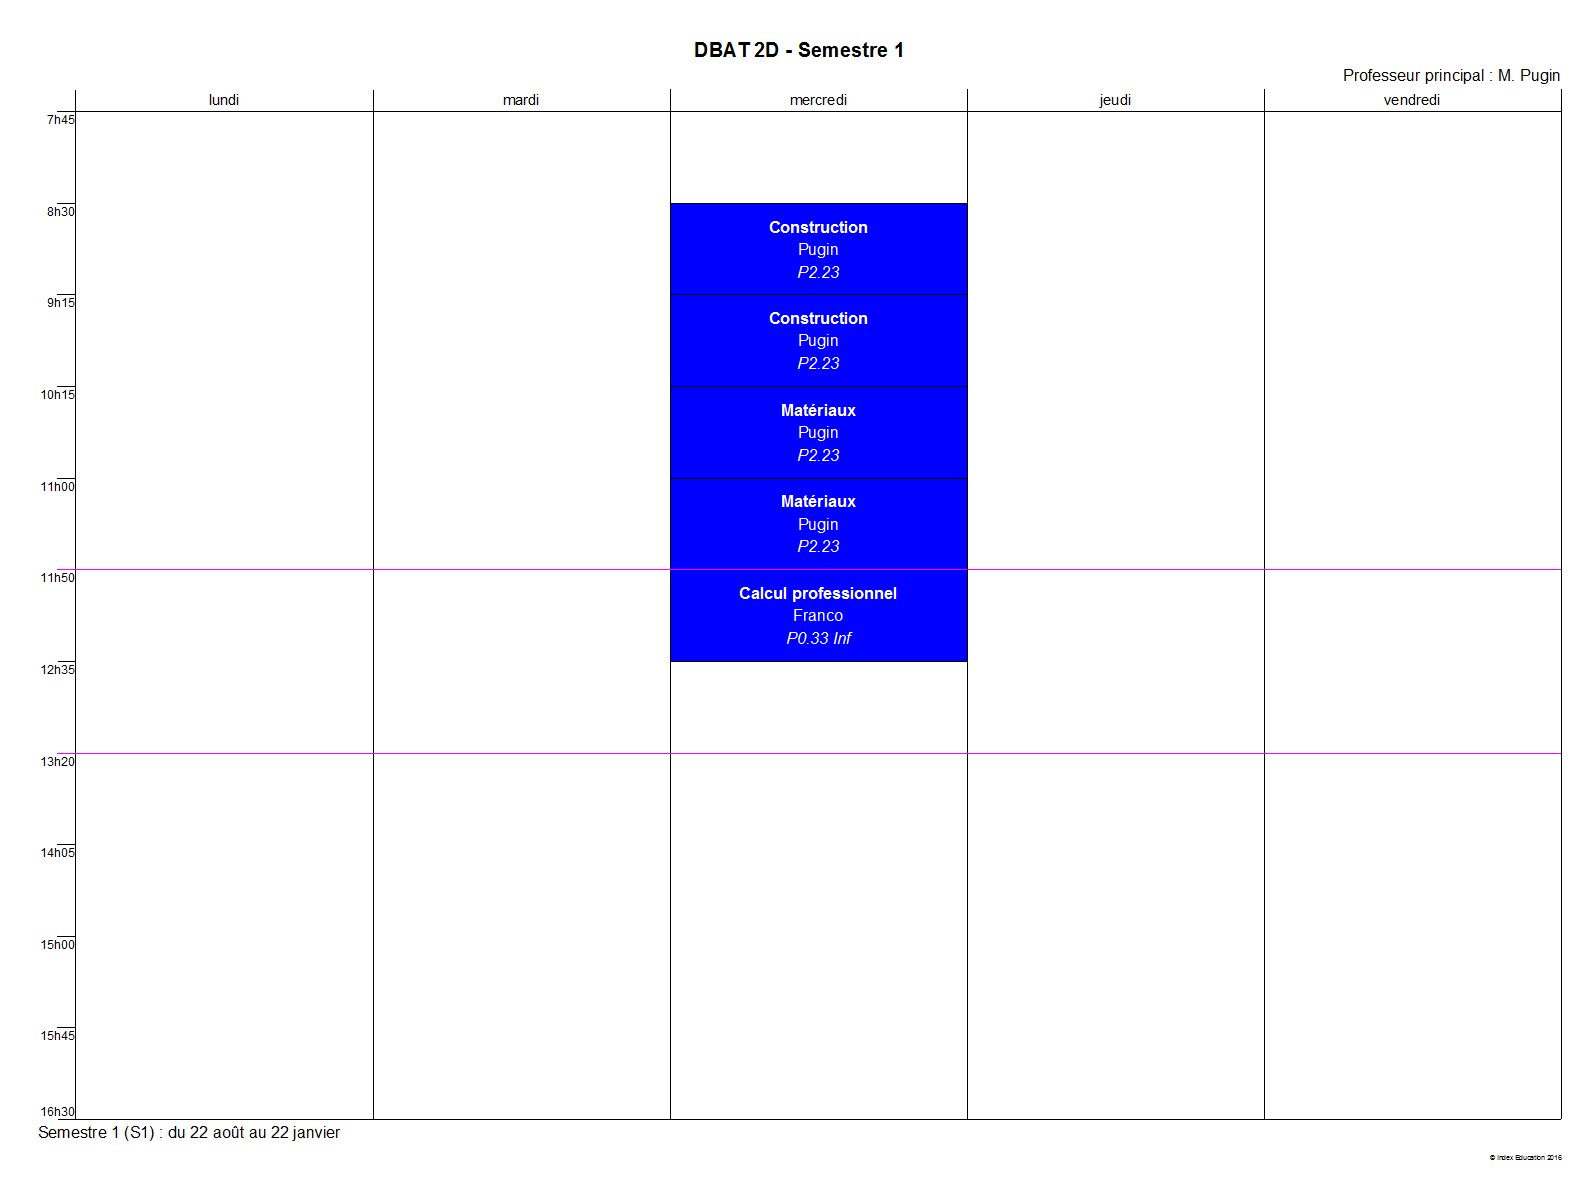 DBAT 2D - Semestre 1
Professeur principal : M. Pugin
lundi mardi mercredi jeudi vendredi
7h45
8h30
Construction
Pugin
P2.23
9h15
Construction
Pugin
P2.23
10h15
Matériaux
Pugin
P2.23
11h00
Matériaux
Pugin
P2.23
11h50
Calcul professionnel
Franco
P0.33 Inf
12h35
13h20
14h05
15h00
15h45
16h30
Semestre 1 (S1) : du 22 août au 22 janvier
© Index Education 2016